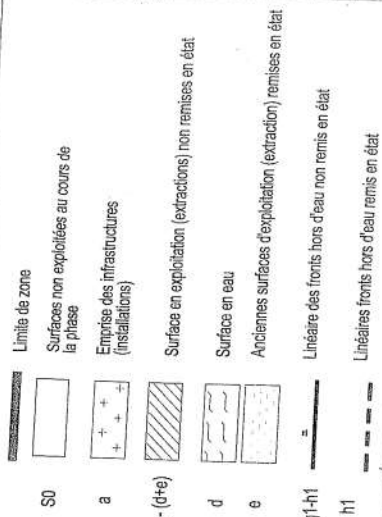 Limite de zone
S0 Surfaces non exploitées au cours de
la phase
a Emprise des infrastructures
(installations)
- (d+e) Surface en exploitation (extractions) non remises en état
d Surface en eau
e Anciennes surfaces d'exploitation (extraction) remises en état
1-h1 Linéaire des fronts hors d'eau non remis en état
h1 Linéaires fronts hors d'eau remis en état